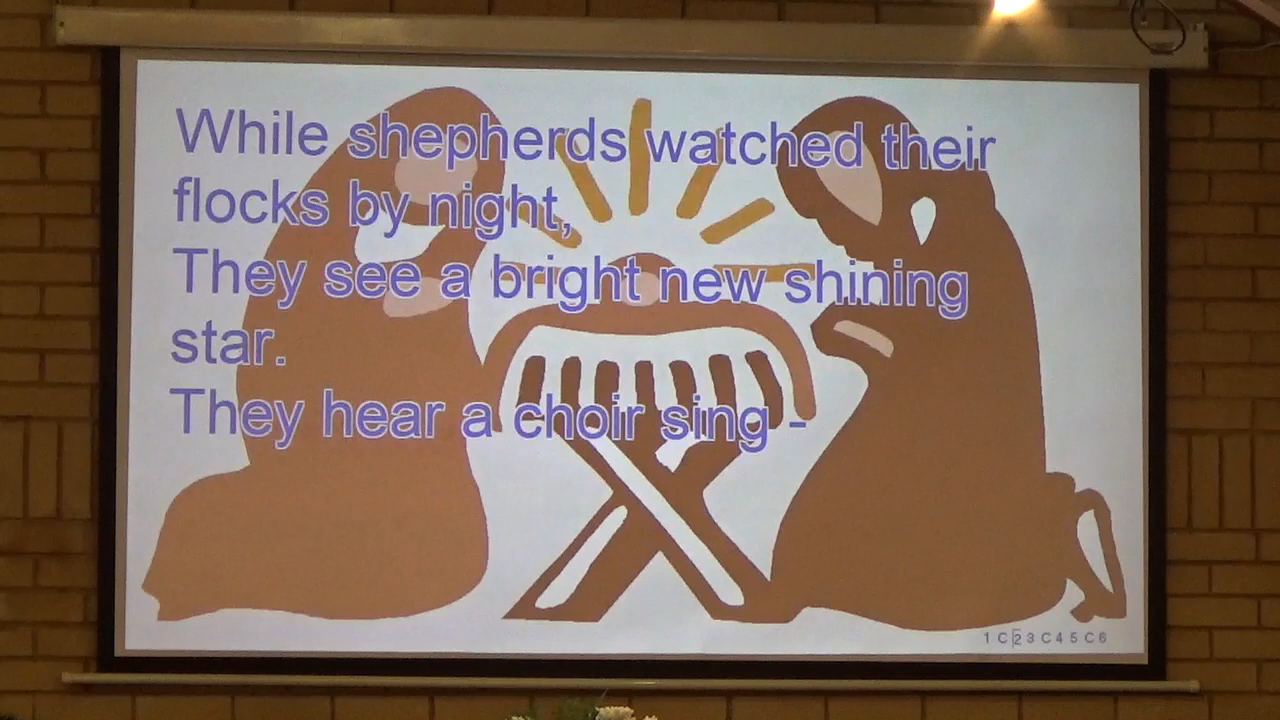 While shepherds watched their
flocks by night,
They see a bright new shining
star.
They hear a choir sing -
1 C 2 3 C 4 5 C 6